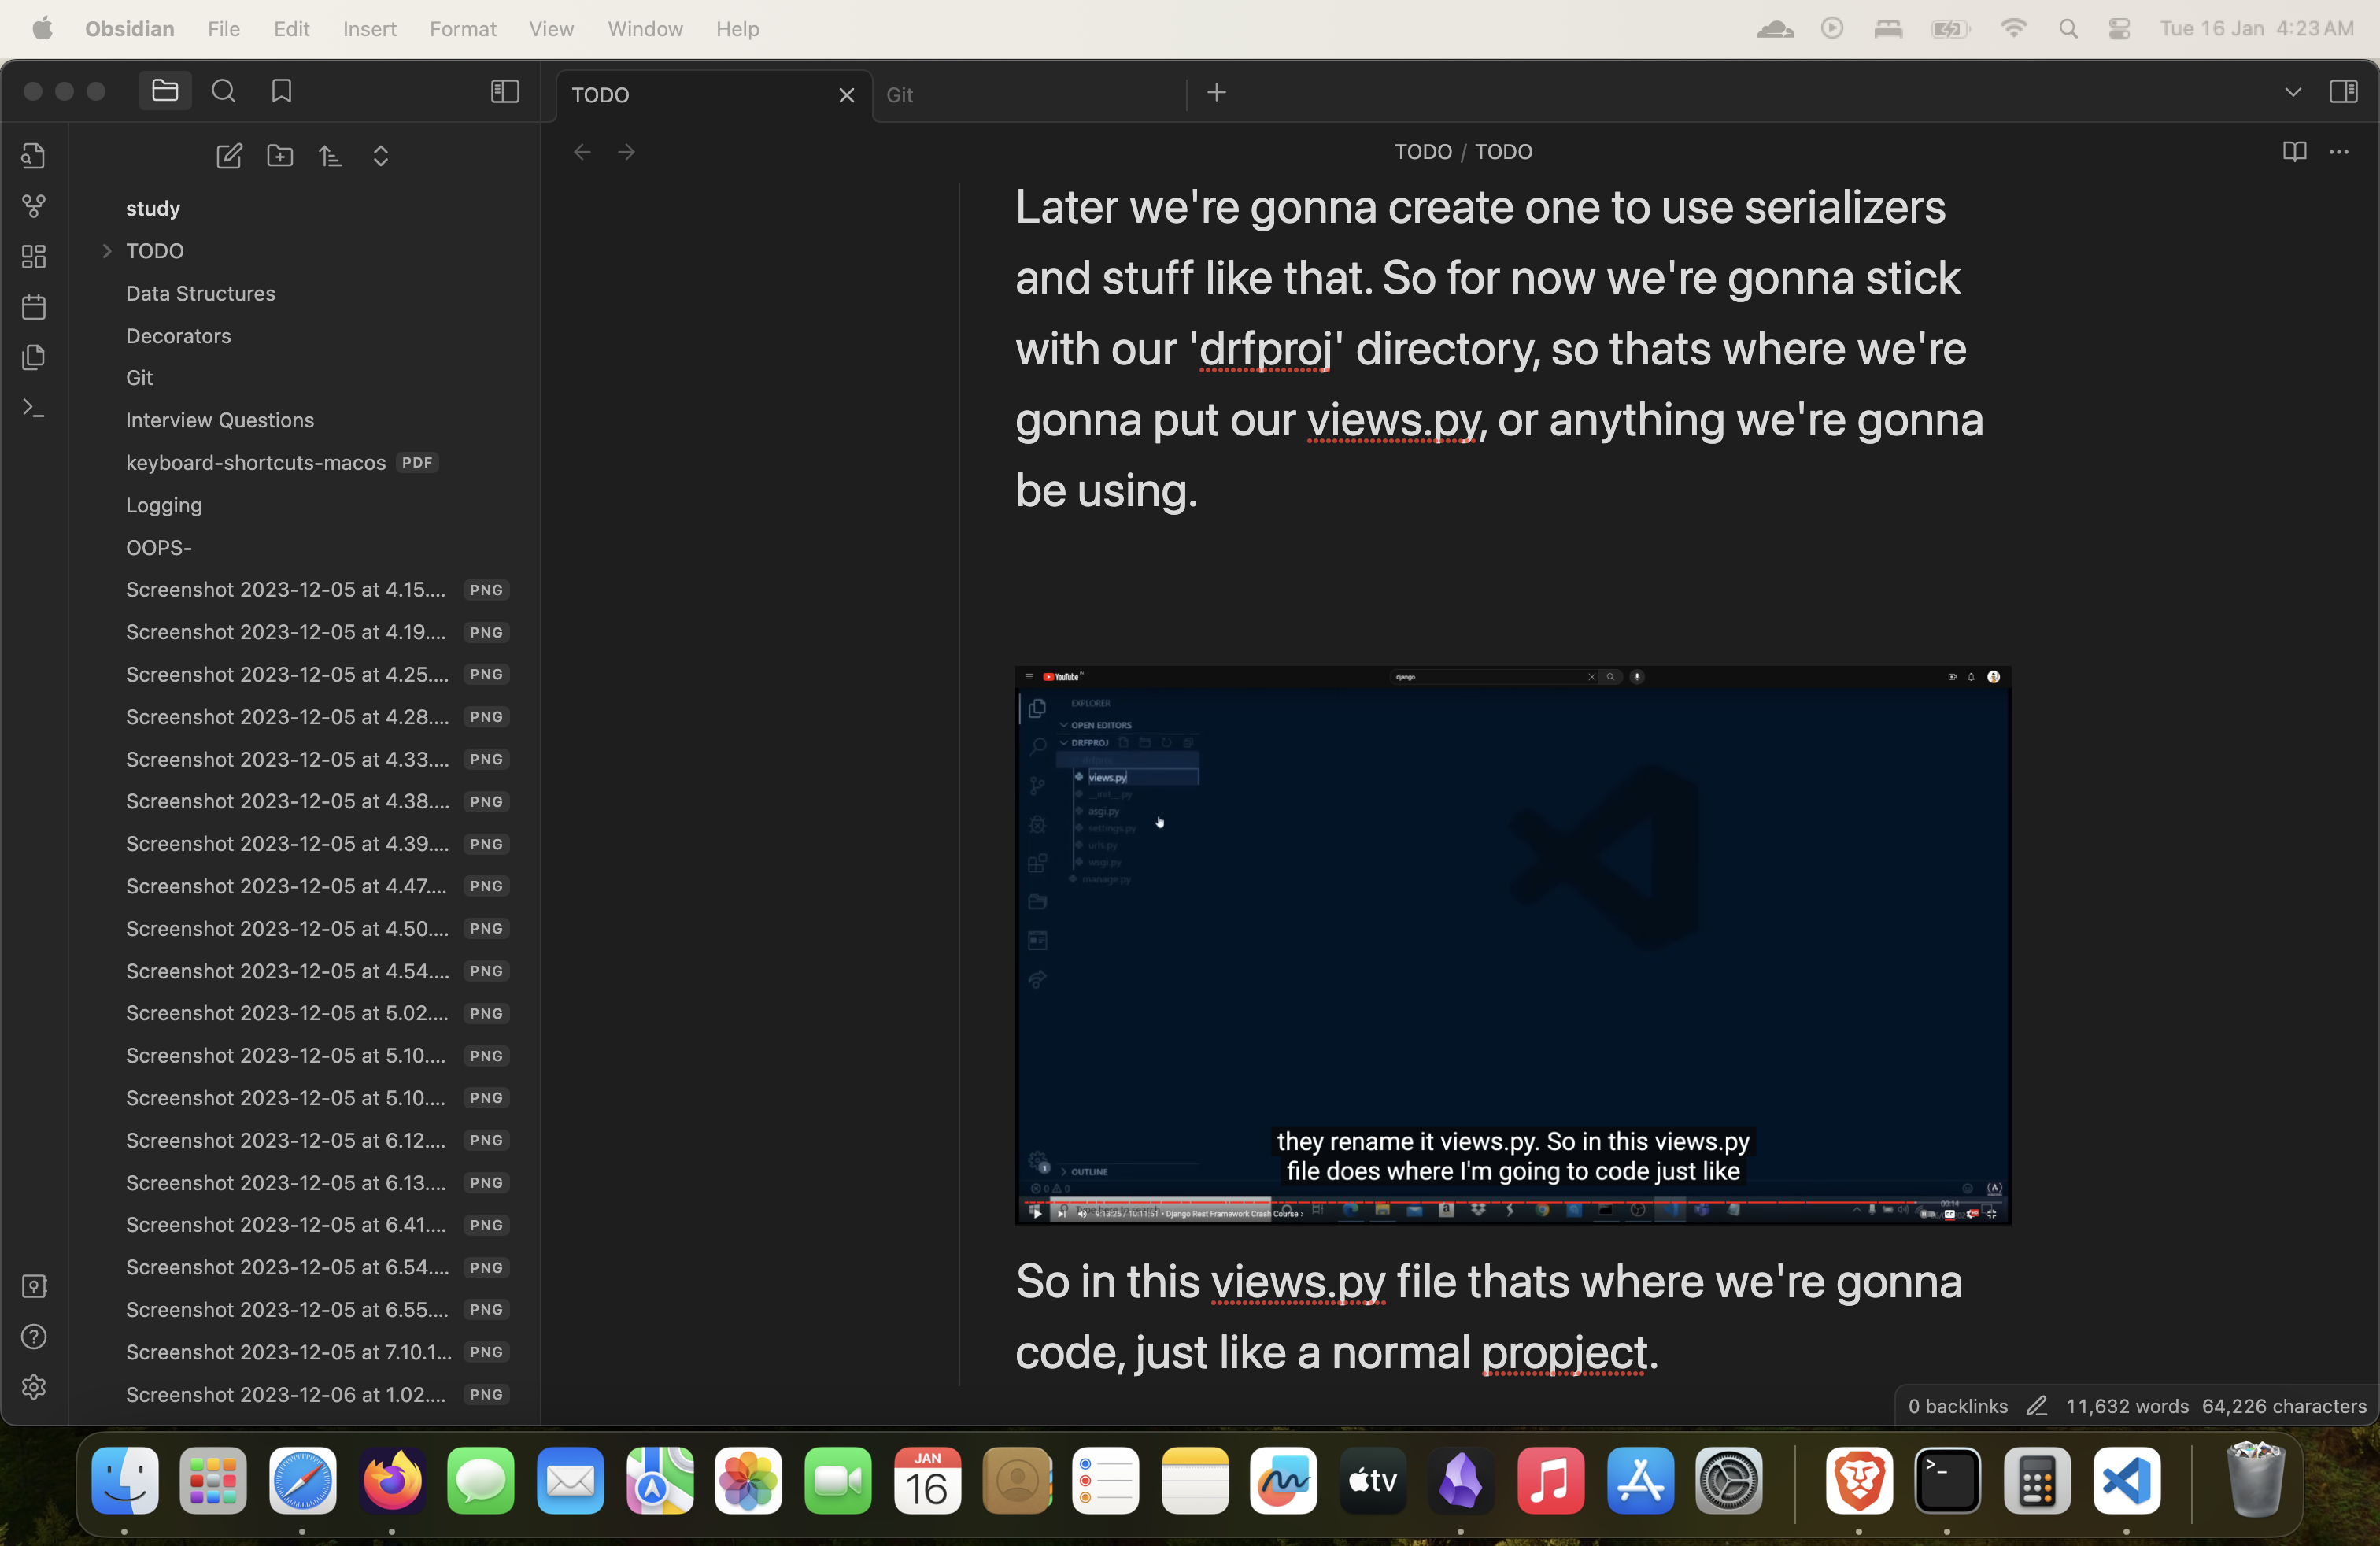 Obsidian File Edit Insert Format View Window Help
Tue 16 Jan 4:23 AM
TODO
Git
TODO / TODO
study
TODO
Data Structures
Decorators
Git
Interview Questions
keyboard-shortcuts-macos PDF
Logging
OOPS-
Screenshot 2023-12-05 at 4.15.... PNG
Screenshot 2023-12-05 at 4.19.... PNG
Screenshot 2023-12-05 at 4.25.... PNG
Screenshot 2023-12-05 at 4.28.... PNG
Screenshot 2023-12-05 at 4.33.... PNG
Screenshot 2023-12-05 at 4.38.... PNG
Screenshot 2023-12-05 at 4.39.... PNG
Screenshot 2023-12-05 at 4.47.... PNG
Screenshot 2023-12-05 at 4.50.... PNG
Screenshot 2023-12-05 at 4.54.... PNG
Screenshot 2023-12-05 at 5.02.... PNG
Screenshot 2023-12-05 at 5.10.... PNG
Screenshot 2023-12-05 at 5.10.... PNG
Screenshot 2023-12-05 at 6.12.... PNG
Screenshot 2023-12-05 at 6.13.... PNG
Screenshot 2023-12-05 at 6.41.... PNG
Screenshot 2023-12-05 at 6.54.... PNG
Screenshot 2023-12-05 at 6.55.... PNG
Screenshot 2023-12-05 at 7.10.1... PNG
Screenshot 2023-12-06 at 1.02.... PNG
Later we're gonna create one to use serializers
and stuff like that. So for now we're gonna stick
with our 'drfproj' directory, so thats where we're
gonna put our views.py, or anything we're gonna
be using.
YouTube
django
EXPLORER
OPEN EDITORS
DRFPROJ
drfproj
views.py
__init__.py
asgi.py
settings.py
urls.py
wsgi.py
manage.py
OUTLINE
they rename it views.py. So in this views.py
file does where I'm going to code just like
9:13:25 / 10:11:51 • Django Rest Framework Crash Course
So in this views.py file thats where we're gonna
code, just like a normal propject.
0 backlinks 11,632 words 64,226 characters
JAN
16
tv